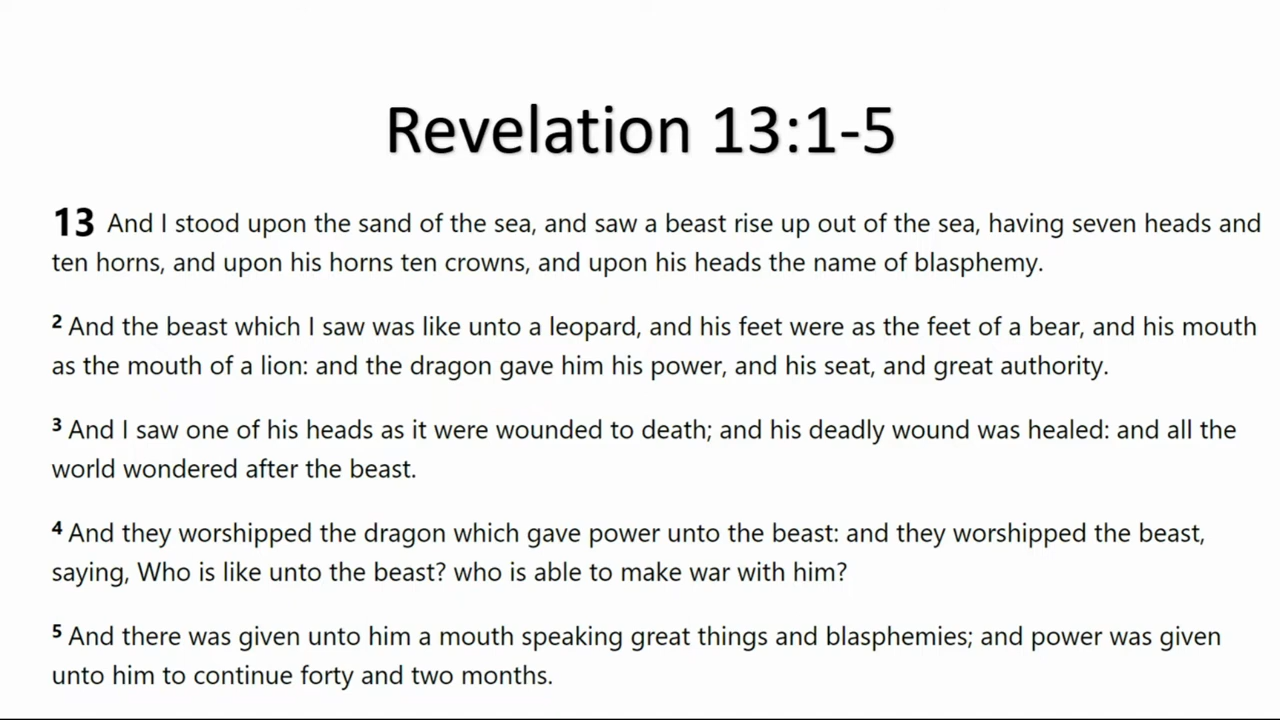 Revelation 13:1-5
13 And I stood upon the sand of the sea, and saw a beast rise up out of the sea, having seven heads and
ten horns, and upon his horns ten crowns, and upon his heads the name of blasphemy.
2 And the beast which I saw was like unto a leopard, and his feet were as the feet of a bear, and his mouth
as the mouth of a lion: and the dragon gave him his power, and his seat, and great authority.
3 And I saw one of his heads as it were wounded to death; and his deadly wound was healed: and all the
world wondered after the beast.
4 And they worshipped the dragon which gave power unto the beast: and they worshipped the beast,
saying, Who is like unto the beast? who is able to make war with him?
5 And there was given unto him a mouth speaking great things and blasphemies; and power was given
unto him to continue forty and two months.